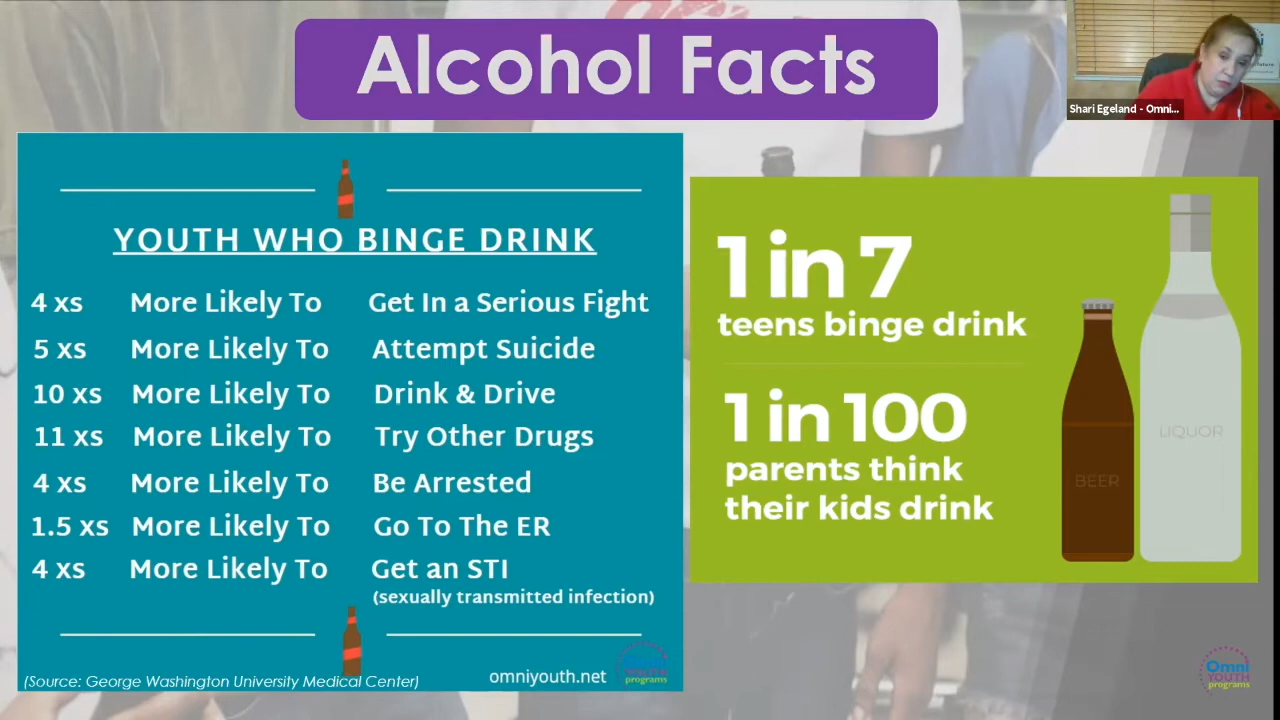 Alcohol Facts
Shari Egeland - Omni...
YOUTH WHO BINGE DRINK
4 xs More Likely To Get In a Serious Fight
5 xs More Likely To Attempt Suicide
10 xs More Likely To Drink & Drive
11 xs More Likely To Try Other Drugs
4 xs More Likely To Be Arrested
1.5 xs More Likely To Go To The ER
4 xs More Likely To Get an STI
(sexually transmitted infection)
(Source: George Washington University Medical Center)
omniyouth.net
Omni
YOUTH
programs
1 in 7
teens binge drink
1 in 100
parents think
their kids drink
BEER
LIQUOR
Omni
YOUTH
programs